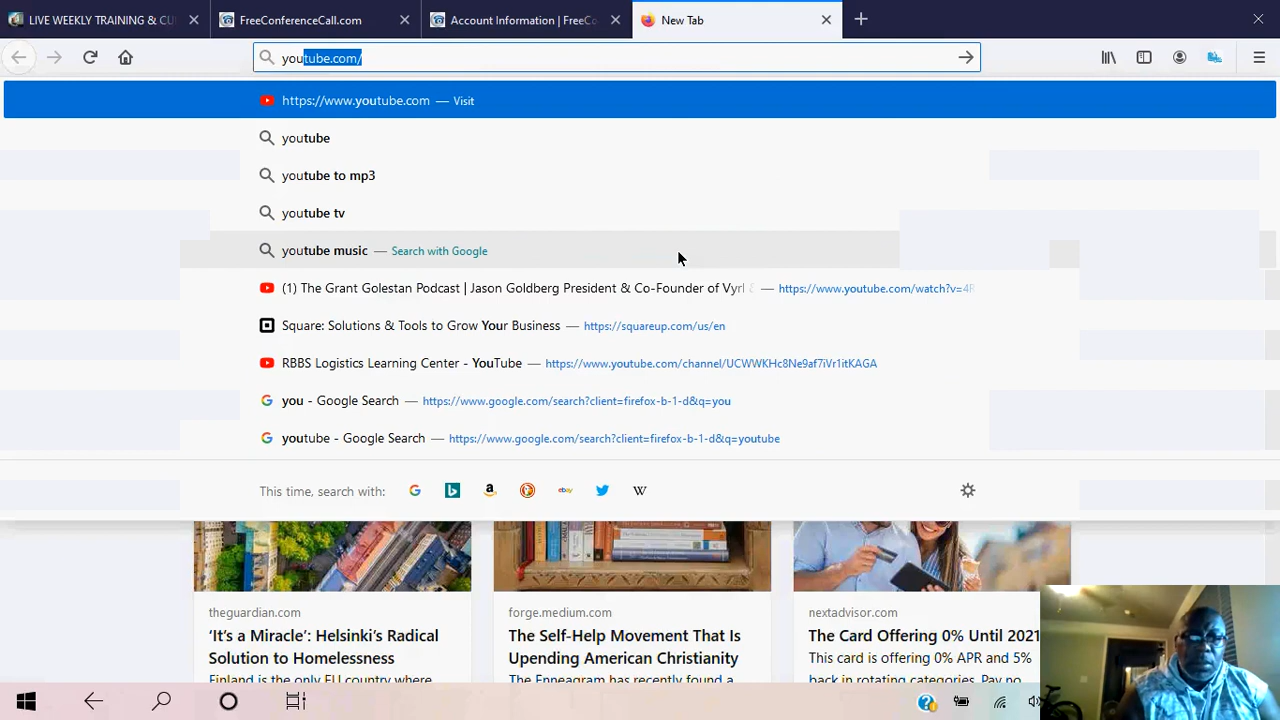 LIVE WEEKLY TRAINING & CU
FreeConferenceCall.com
Account Information | FreeCo
New Tab
youtube.com/
https://www.youtube.com — Visit
youtube
youtube to mp3
youtube tv
youtube music — Search with Google
(1) The Grant Golestan Podcast | Jason Goldberg President & Co-Founder of Vyrl & — https://www.youtube.com/watch?v=4R
Square: Solutions & Tools to Grow Your Business — https://squareup.com/us/en
RBBS Logistics Learning Center - YouTube — https://www.youtube.com/channel/UCWWKHc8Ne9af7iVr1itKAGA
you - Google Search — https://www.google.com/search?client=firefox-b-1-d&q=you
youtube - Google Search — https://www.google.com/search?client=firefox-b-1-d&q=youtube
This time, search with:
ebay
W
theguardian.com
‘It’s a Miracle’: Helsinki’s Radical
Solution to Homelessness
Finland is the only EU country where
forge.medium.com
The Self-Help Movement That Is
Upending American Christianity
The Enneagram has recently found a
nextadvisor.com
The Card Offering 0% Until 2021
This card is offering 0% APR and 5%
back in rotating categories. Pay no